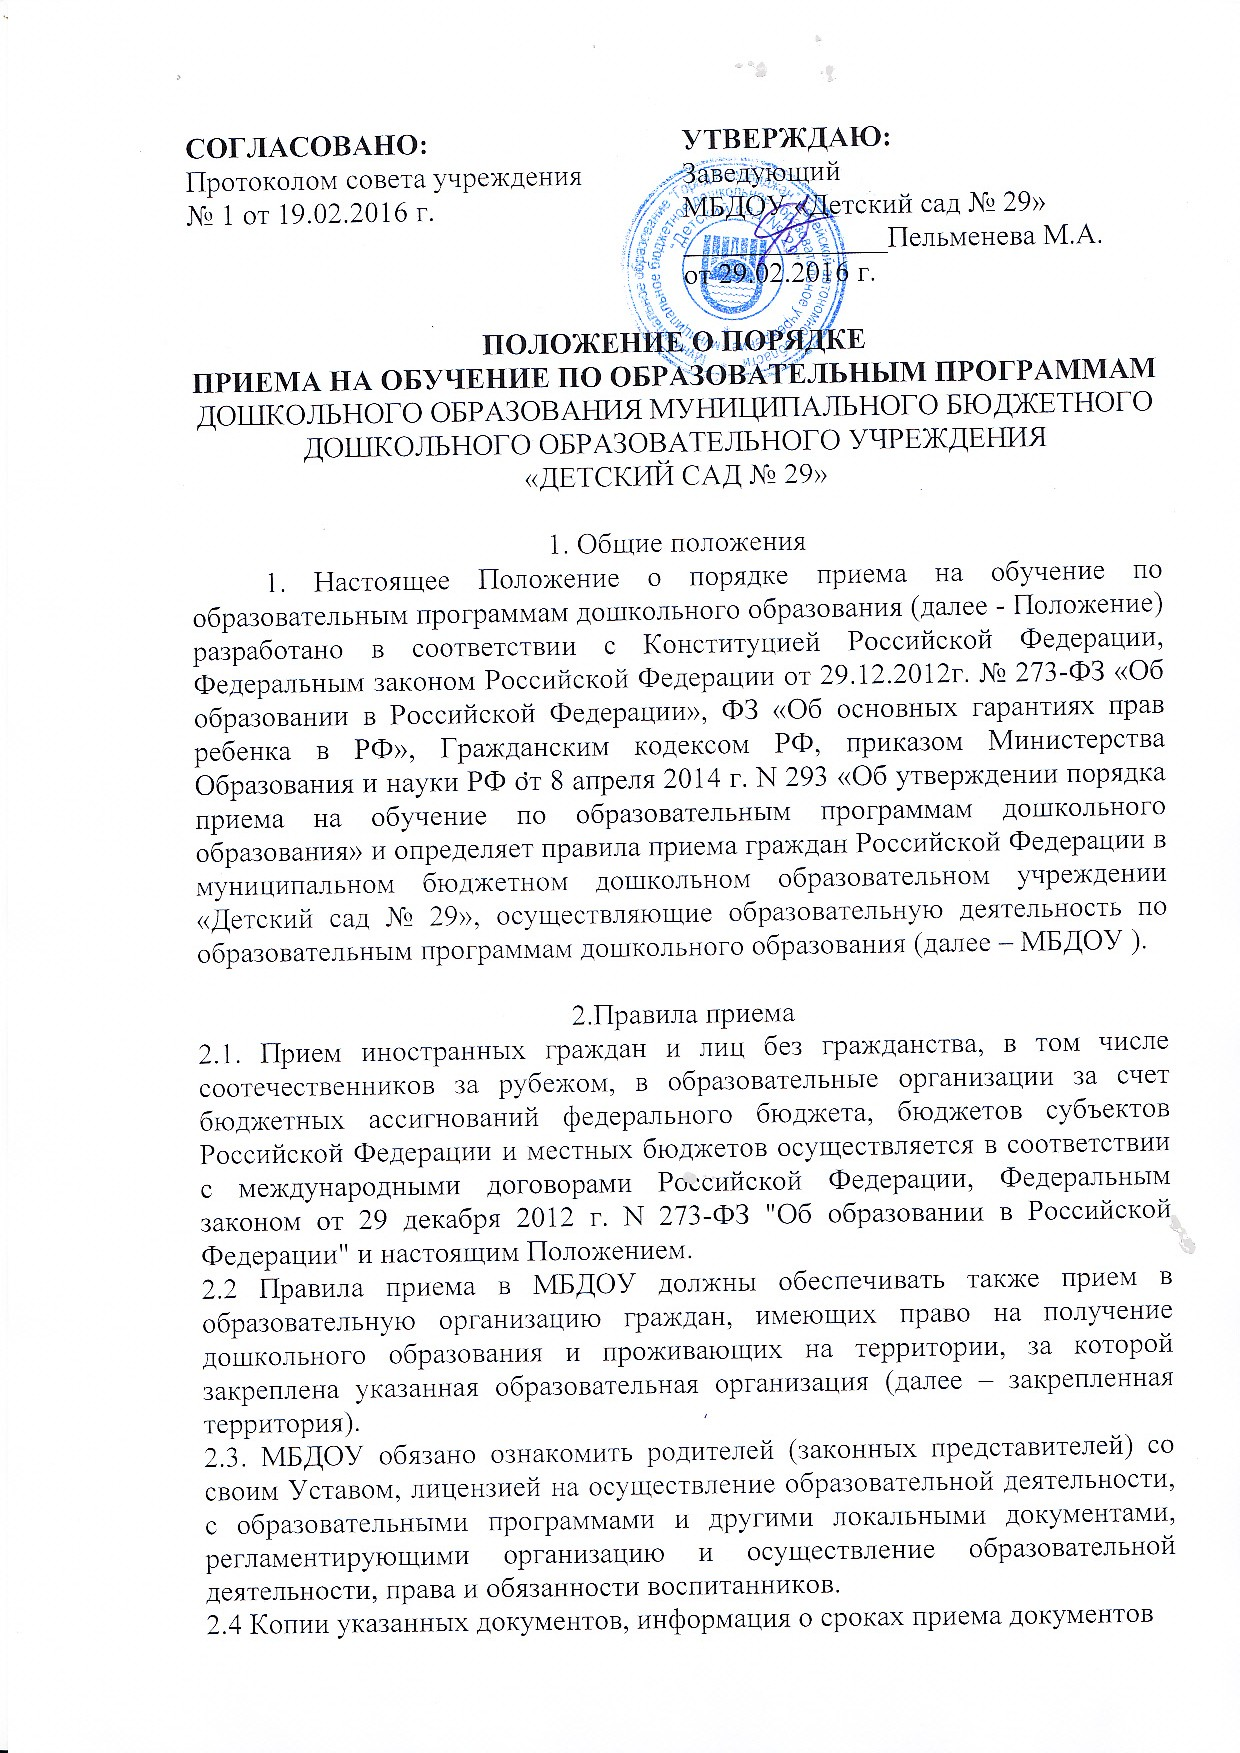 СОГЛАСОВАНО:
Протоколом совета учреждения
№ 1 от 19.02.2016 г.
УТВЕРЖДАЮ:
Заведующий
МБДОУ «Детский сад № 29»
Пельменева М.А.
от 29.02.2016 г.
ПОЛОЖЕНИЕ О ПОРЯДКЕ
ПРИЕМА НА ОБУЧЕНИЕ ПО ОБРАЗОВАТЕЛЬНЫМ ПРОГРАММАМ
ДОШКОЛЬНОГО ОБРАЗОВАНИЯ МУНИЦИПАЛЬНОГО БЮДЖЕТНОГО
ДОШКОЛЬНОГО ОБРАЗОВАТЕЛЬНОГО УЧРЕЖДЕНИЯ
«ДЕТСКИЙ САД № 29»
1. Общие положения
1. Настоящее Положение о порядке приема на обучение по
образовательным программам дошкольного образования (далее - Положение)
разработано в соответствии с Конституцией Российской Федерации,
Федеральным законом Российской Федерации от 29.12.2012г. № 273-ФЗ «Об
образовании в Российской Федерации», ФЗ «Об основных гарантиях прав
ребенка в РФ», Гражданским кодексом РФ, приказом Министерства
Образования и науки РФ от 8 апреля 2014 г. N 293 «Об утверждении порядка
приема на обучение по образовательным программам дошкольного
образования» и определяет правила приема граждан Российской Федерации в
муниципальном бюджетном дошкольном образовательном учреждении
«Детский сад № 29», осуществляющие образовательную деятельность по
образовательным программам дошкольного образования (далее – МБДОУ ).
2.Правила приема
2.1. Прием иностранных граждан и лиц без гражданства, в том числе
соотечественников за рубежом, в образовательные организации за счет
бюджетных ассигнований федерального бюджета, бюджетов субъектов
Российской Федерации и местных бюджетов осуществляется в соответствии
с международными договорами Российской Федерации, Федеральным
законом от 29 декабря 2012 г. N 273-ФЗ "Об образовании в Российской
Федерации" и настоящим Положением.
2.2 Правила приема в МБДОУ должны обеспечивать также прием в
образовательную организацию граждан, имеющих право на получение
дошкольного образования и проживающих на территории, за которой
закреплена указанная образовательная организация (далее – закрепленная
территория).
2.3. МБДОУ обязано ознакомить родителей (законных представителей) со
своим Уставом, лицензией на осуществление образовательной деятельности,
с образовательными программами и другими локальными документами,
регламентирующими организацию и осуществление образовательной
деятельности, права и обязанности воспитанников.
2.4 Копии указанных документов, информация о сроках приема документов